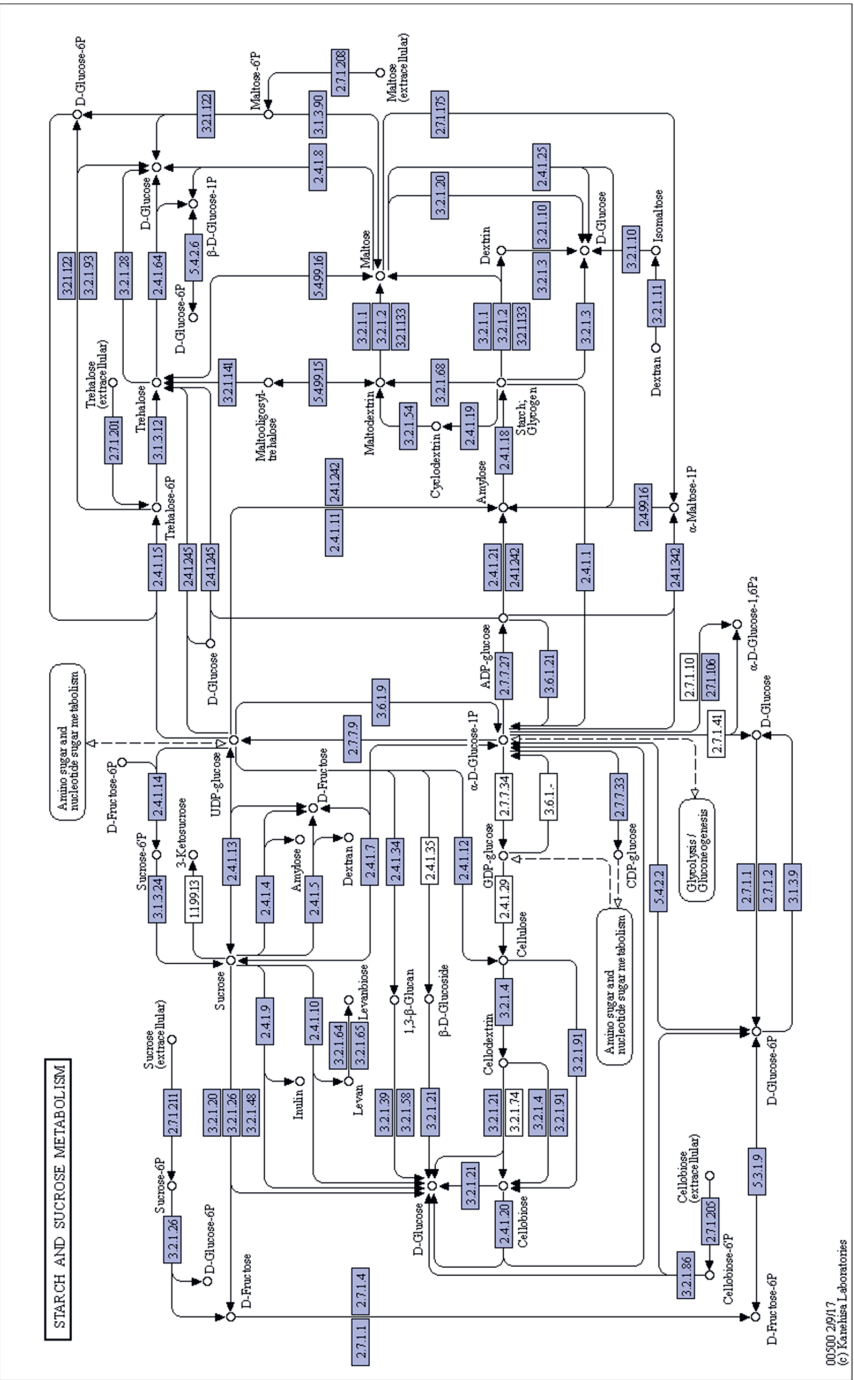 STARCH AND SUCROSE METABOLISM
Amino sugar and
nucleotide sugar metabolism
D-Glucose-6P
Sucrose
(extracellular)
2.7.1.211
Sucrose-6P
3.2.1.26
D-Glucose-6P
D-Fructose
D-Fructose-6P
2.4.1.14
Sucrose-6'P
3.1.3.24
3-Ketosucrose
1.1.99.13
Sucrose
3.2.1.20
3.2.1.26
3.2.1.48
2.4.1.13
UDP-glucose
2.4.1.4
Amylose
2.4.1.5
Dextran
D-Fructose
2.4.1.7
2.4.1.9
Inulin
2.4.1.10
Levan
3.2.1.64
3.2.1.65
Levanbiose
2.4.1.34
1,3-β-Glucan
3.2.1.39
3.2.1.58
2.4.1.35
β-D-Glucoside
3.2.1.21
2.4.1.12
2.7.1.1
2.7.1.4
D-Glucose
3.2.1.21
Cellobiose
2.4.1.20
3.2.1.21
3.2.1.74
3.2.1.4
3.2.1.91
Cellodextrin
3.2.1.4
3.2.1.91
Cellulose
2.4.1.29
GDP-glucose
2.7.7.34
3.6.1.-
2.7.7.33
CDP-glucose
Amino sugar and
nucleotide sugar metabolism
Glycolysis /
Gluconeogenesis
α-D-Glucose-1P
2.7.7.9
3.6.1.9
2.4.1.15
2.4.1.245
2.4.1.245
D-Glucose
Trehalose-6P
2.7.1.201
Trehalose
(extracellular)
3.1.3.12
Trehalose
3.2.1.122
3.2.1.93
3.2.1.28
2.4.1.64
D-Glucose
3.2.1.122
D-Glucose-6P
5.4.2.6
β-D-Glucose-1P
3.2.1.141
Maltooligosyl-
trehalose
5.4.99.15
5.4.99.16
2.4.1.8
Maltose-6'P
3.1.3.90
2.7.1.208
Maltose
(extracellular)
2.4.1.11
2.4.1.242
Maltodextrin
3.2.1.1
3.2.1.2
3.2.1.133
Maltose
3.2.1.54
Cyclodextrin
2.4.1.19
3.2.1.68
2.7.7.27
ADP-glucose
3.6.1.21
2.4.1.21
2.4.1.242
Amylose
2.4.1.18
Starch;
Glycogen
3.2.1.1
3.2.1.2
3.2.1.133
Dextrin
3.2.1.3
3.2.1.10
3.2.1.20
2.4.1.25
2.7.1.175
2.4.1.1
3.2.1.3
D-Glucose
3.2.1.10
Isomaltose
3.2.1.11
Dextran
2.4.99.16
2.4.1.342
α-Maltose-1P
2.7.1.10
2.7.1.106
2.7.1.41
α-D-Glucose-1,6P2
5.4.2.2
3.2.1.86
Cellobiose-6'P
2.7.1.205
Cellobiose
(extracellular)
D-Fructose-6P
5.3.1.9
D-Glucose-6P
2.7.1.1
2.7.1.2
3.1.3.9
D-Glucose
00500 2/9/17
(c) Kanehisa Laboratories